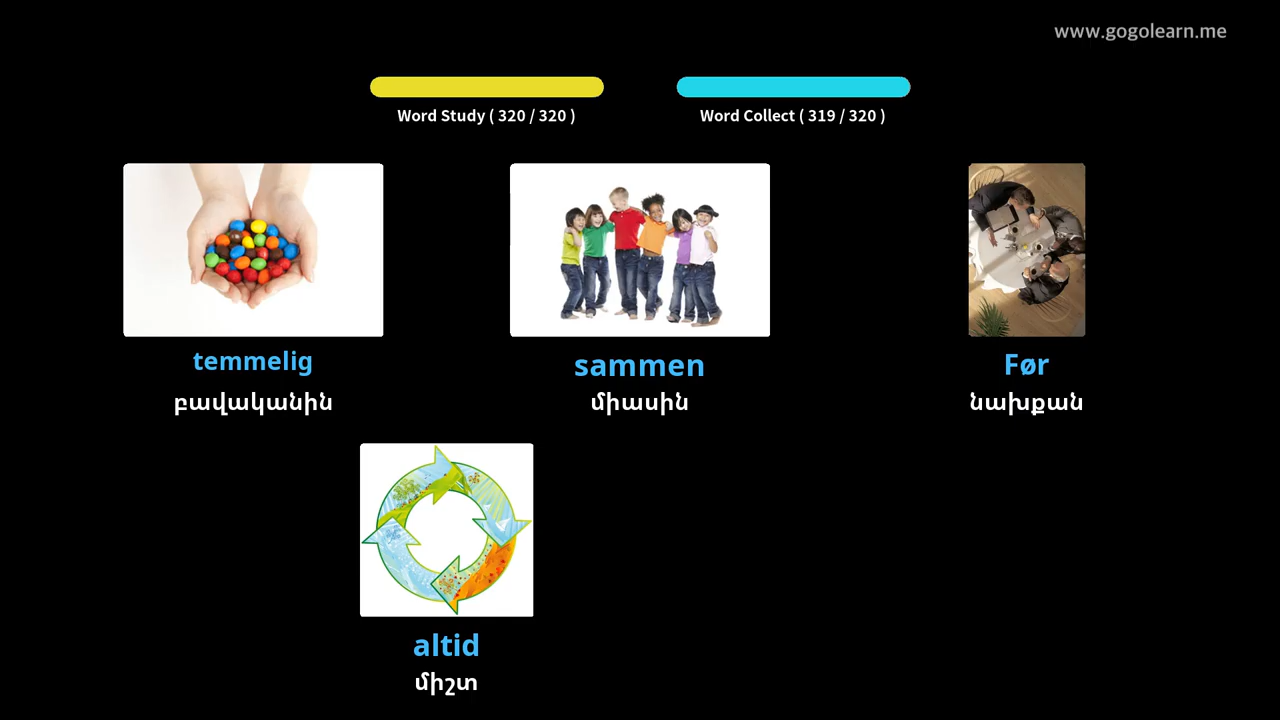 www.gogolearn.me
Word Study ( 320 / 320 )
Word Collect ( 319 / 320 )
temmelig
բավականին
sammen
միասին
Før
նախքան
altid
միշտ